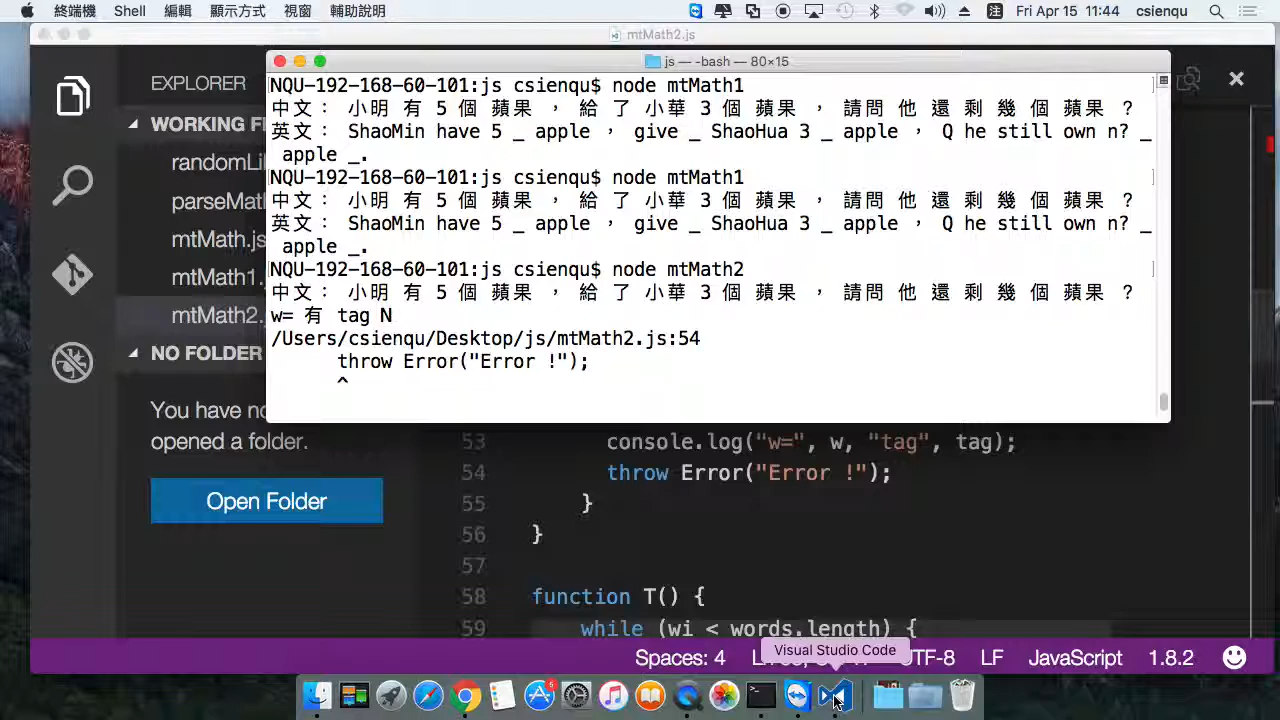 終端機 Shell 編輯 顯示方式 視窗 輔助說明 Fri Apr 15 11:44 csienqu
mtMath2.js
js — -bash — 80×15
NQU-192-168-60-101:js csienqu$ node mtMath1
中文： 小明 有 5 個 蘋果 ， 給 了 小華 3 個 蘋果 ， 請問 他 還 剩 幾 個 蘋果 ？
英文： ShaoMin have 5 _ apple ， give _ ShaoHua 3 _ apple ， Q he still own n? _
apple _.
NQU-192-168-60-101:js csienqu$ node mtMath1
中文： 小明 有 5 個 蘋果 ， 給 了 小華 3 個 蘋果 ， 請問 他 還 剩 幾 個 蘋果 ？
英文： ShaoMin have 5 _ apple ， give _ ShaoHua 3 _ apple ， Q he still own n? _
apple _.
NQU-192-168-60-101:js csienqu$ node mtMath2
中文： 小明 有 5 個 蘋果 ， 給 了 小華 3 個 蘋果 ， 請問 他 還 剩 幾 個 蘋果 ？
w= 有 tag N
/Users/csienqu/Desktop/js/mtMath2.js:54
throw Error("Error !");
^
EXPLORER
WORKING FI
randomLi
parseMat
mtMath.js
mtMath1.
mtMath2.
NO FOLDER
You have no
opened a folder.
Open Folder
53 console.log("w=", w, "tag", tag);
54 throw Error("Error !");
55 }
56 }
57
58 function T() {
59 while (wi < words.length) {
Visual Studio Code
Spaces: 4 UTF-8 LF JavaScript 1.8.2
6